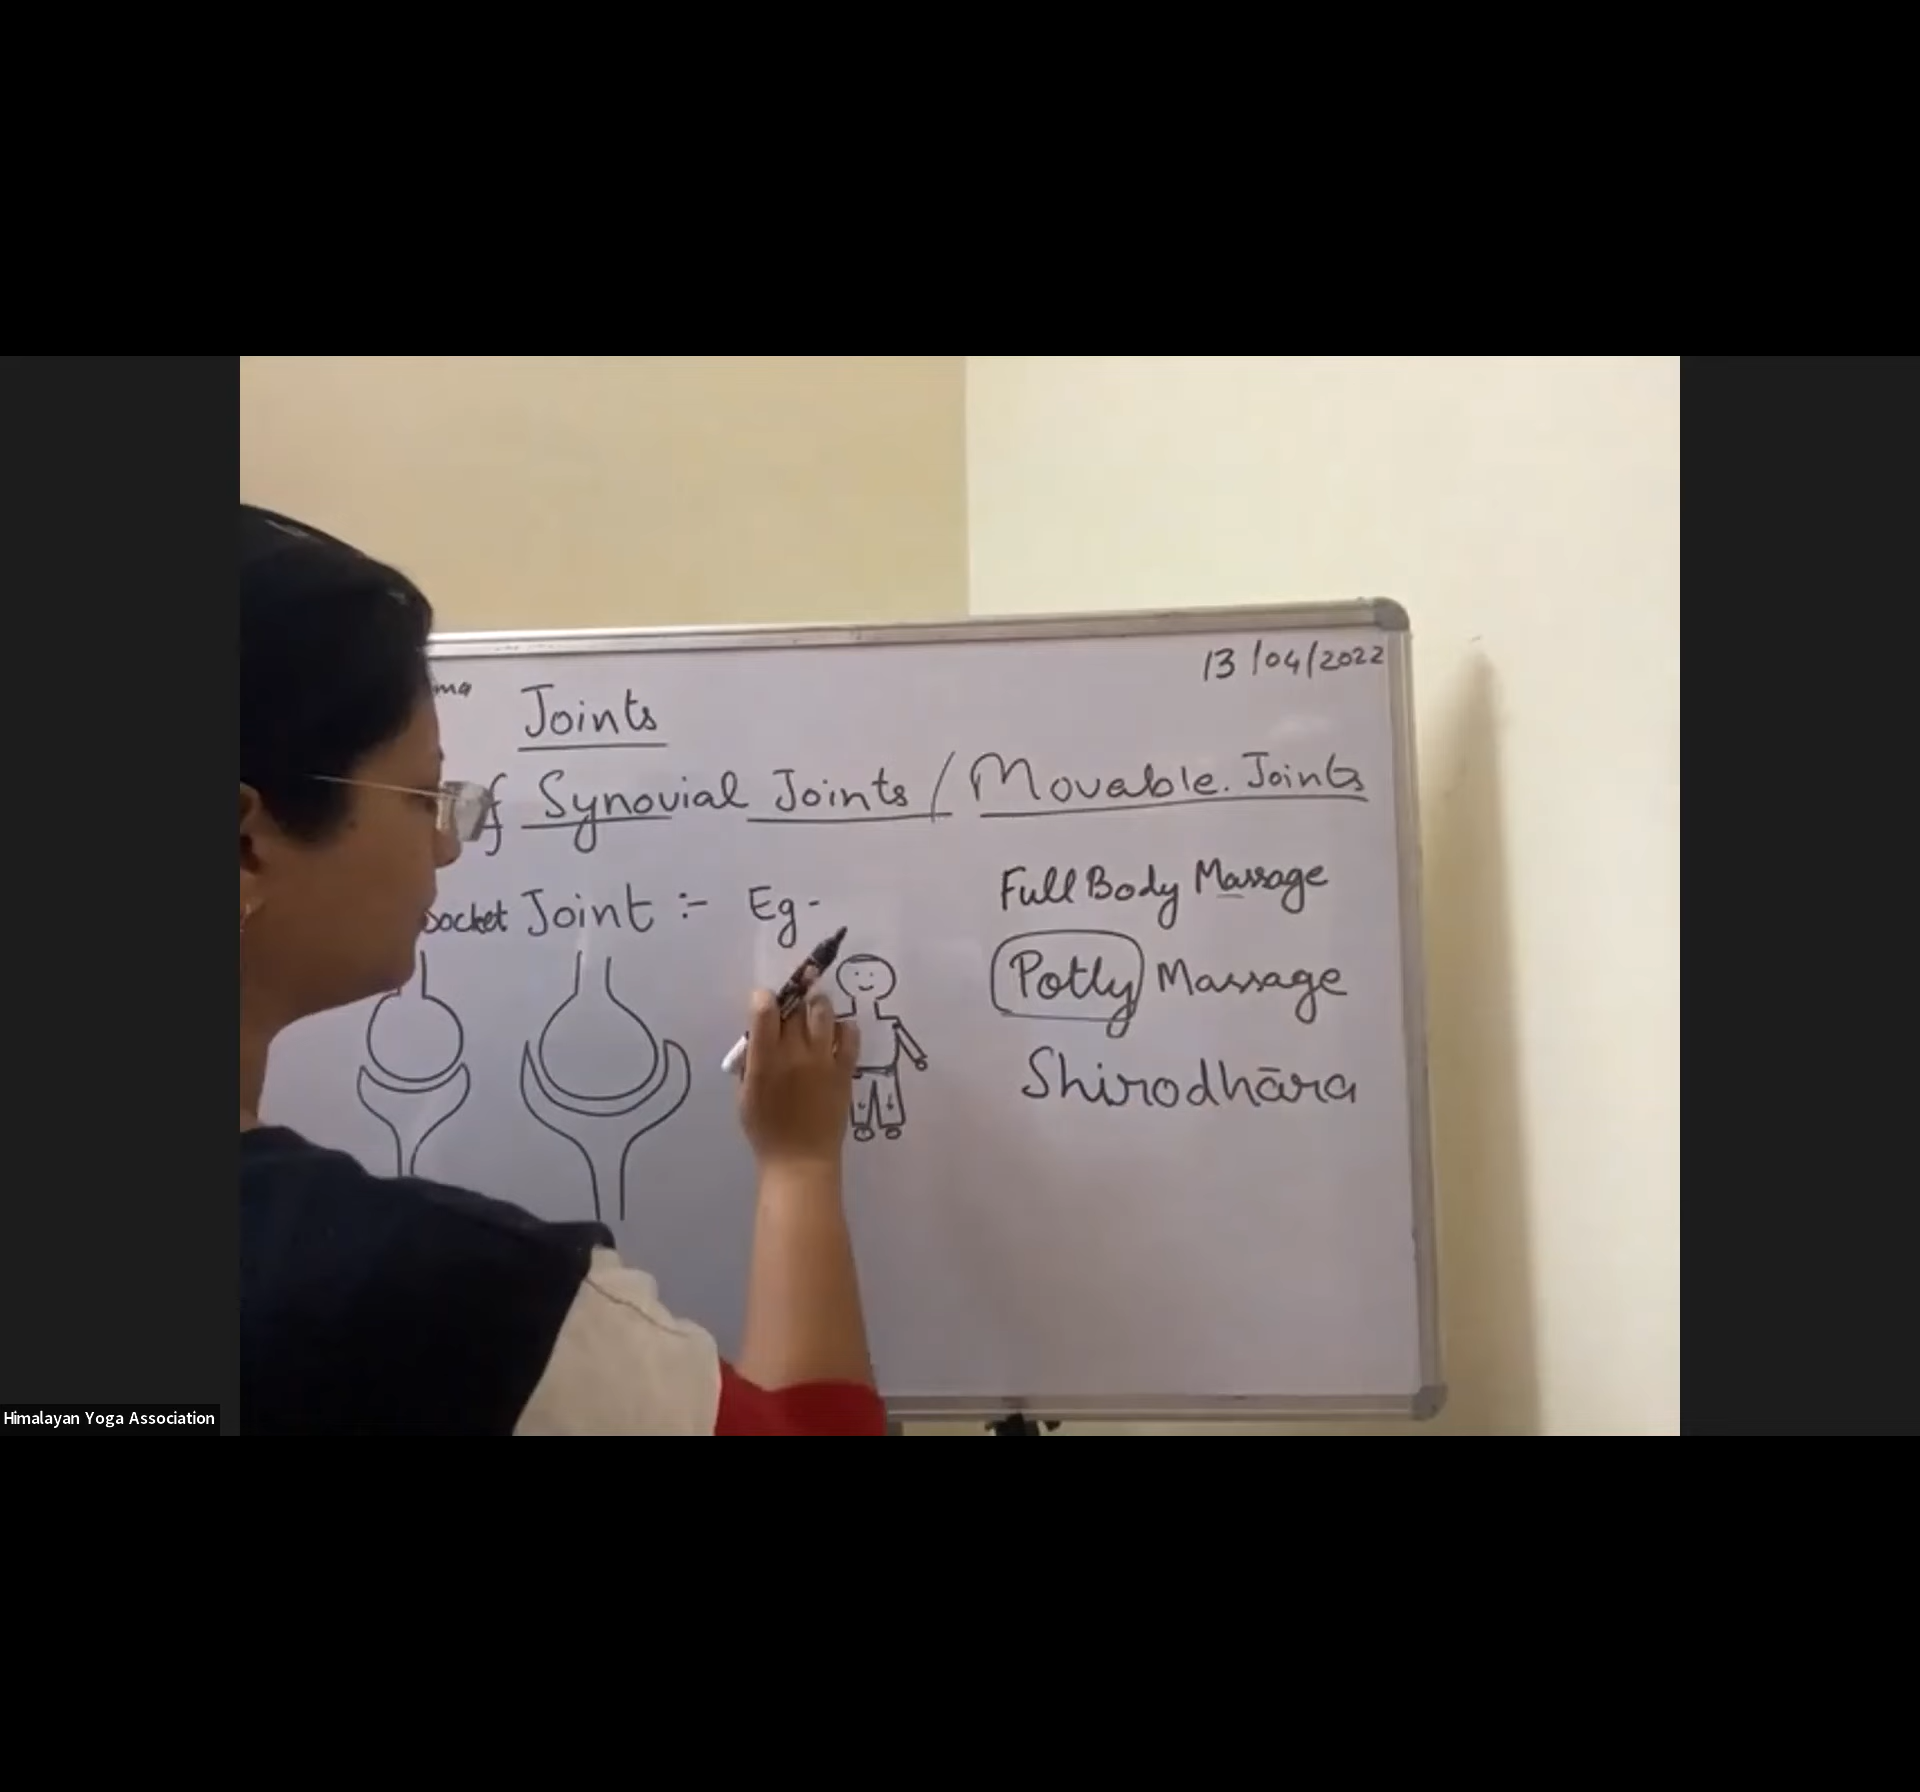 13/04/2022
Joints
f Synovial Joints / Movable. Joints
socket Joint :- Eg-
Full Body Massage
Potly Massage
Shirodhāra
Himalayan Yoga Association